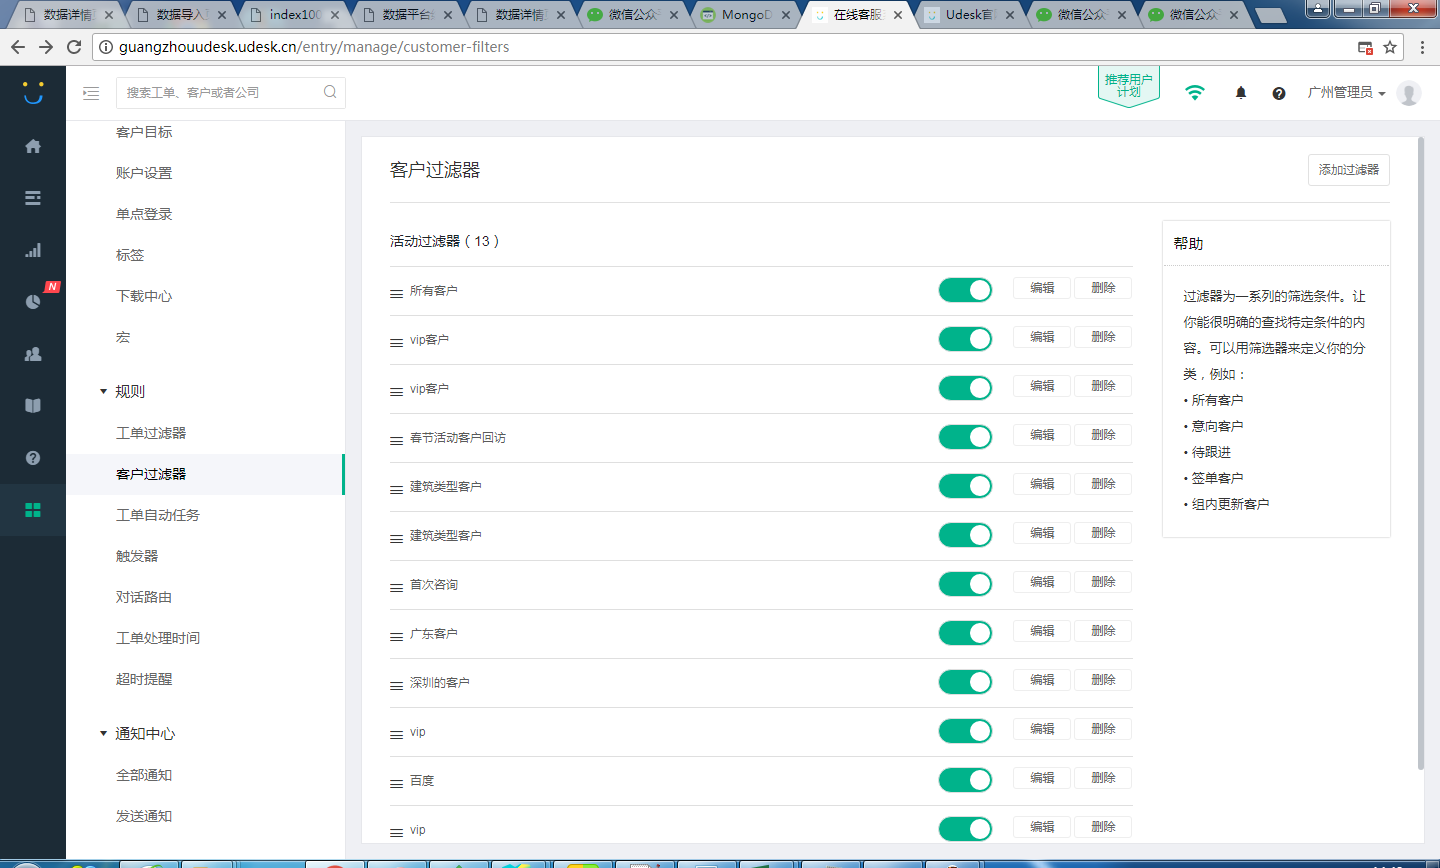 数据详情
数据导入
index100
数据平台
数据详情
微信公众
MongoD
在线客服
Udesk官
微信公众
微信公众
guangzhouudesk.udesk.cn/entry/manage/customer-filters
搜索工单、客户或者公司
推荐用户
计划
广州管理员
N
客户目标
账户设置
单点登录
标签
下载中心
宏
规则
工单过滤器
客户过滤器
工单自动任务
触发器
对话路由
工单处理时间
超时提醒
通知中心
全部通知
发送通知
客户过滤器
添加过滤器
活动过滤器（13）
所有客户 编辑 删除
vip客户 编辑 删除
vip客户 编辑 删除
春节活动客户回访 编辑 删除
建筑类型客户 编辑 删除
建筑类型客户 编辑 删除
首次咨询 编辑 删除
广东客户 编辑 删除
深圳的客户 编辑 删除
vip 编辑 删除
百度 编辑 删除
vip 编辑 删除
帮助
过滤器为一系列的筛选条件。让
你能很明确的查找特定条件的内
容。可以用筛选器来定义你的分
类，例如：
• 所有客户
• 意向客户
• 待跟进
• 签单客户
• 组内更新客户